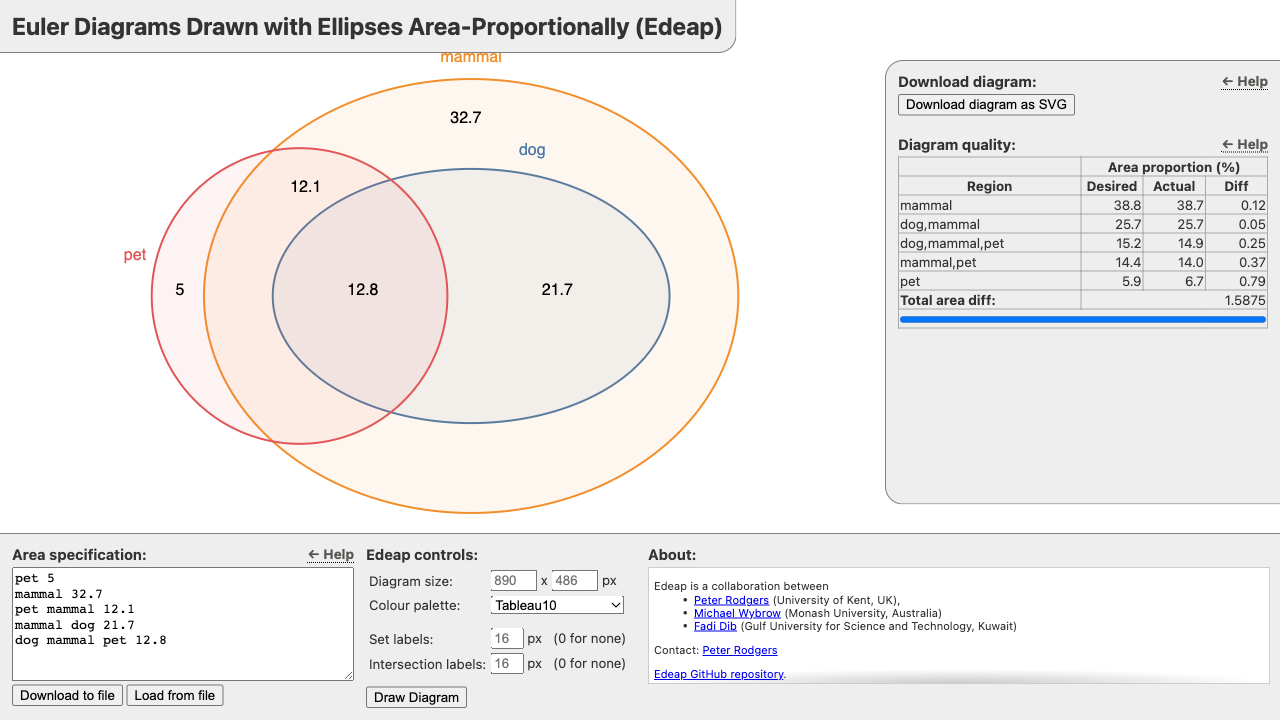 Euler Diagrams Drawn with Ellipses Area-Proportionally (Edeap)
mammal
32.7
dog
12.1
pet
5
12.8
21.7
Download diagram:
← Help
Download diagram as SVG
Diagram quality:
← Help
Area proportion (%)
Region Desired Actual Diff
mammal 38.8 38.7 0.12
dog,mammal 25.7 25.7 0.05
dog,mammal,pet 15.2 14.9 0.25
mammal,pet 14.4 14.0 0.37
pet 5.9 6.7 0.79
Total area diff: 1.5875
Area specification:
← Help
pet 5
mammal 32.7
pet mammal 12.1
mammal dog 21.7
dog mammal pet 12.8
Download to file
Load from file
Edeap controls:
Diagram size: 890 x 486 px
Colour palette: Tableau10
Set labels: 16 px (0 for none)
Intersection labels: 16 px (0 for none)
Draw Diagram
About:
Edeap is a collaboration between
• Peter Rodgers (University of Kent, UK),
• Michael Wybrow (Monash University, Australia)
• Fadi Dib (Gulf University for Science and Technology, Kuwait)
Contact: Peter Rodgers
Edeap GitHub repository.